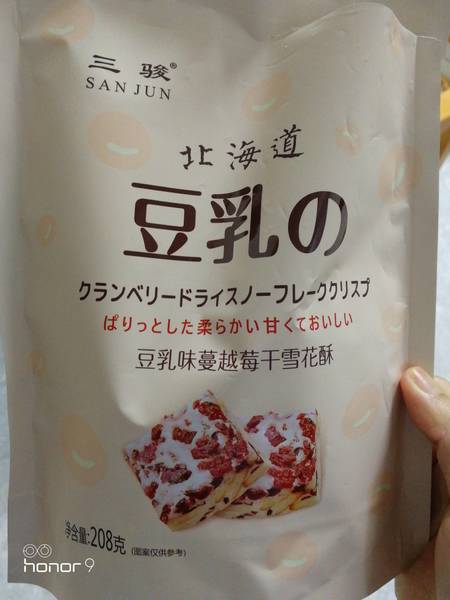 三骏®
SAN JUN
北海道
豆乳の
クランベリードライスノーフレーククリスプ
ぱりっとした柔らかい甘くておいしい
豆乳味蔓越莓干雪花酥
净含量:208克 (图案仅供参考)
honor 9